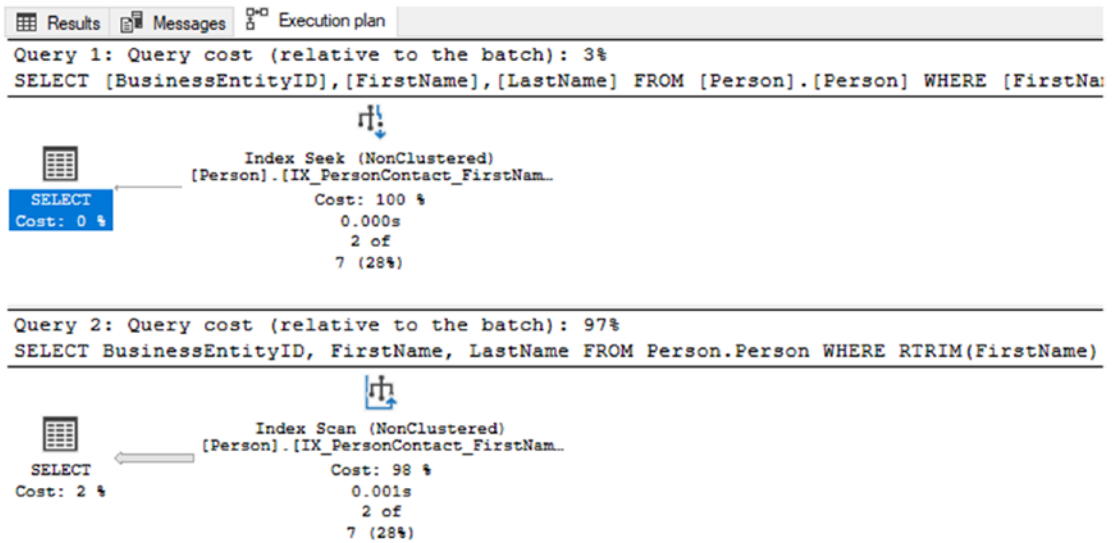 Results Messages Execution plan
Query 1: Query cost (relative to the batch): 3%
SELECT [BusinessEntityID],[FirstName],[LastName] FROM [Person].[Person] WHERE [FirstNa
Index Seek (NonClustered)
[Person].[IX_PersonContact_FirstNam…
SELECT
Cost: 0 %
Cost: 100 %
0.000s
2 of
7 (28%)
Query 2: Query cost (relative to the batch): 97%
SELECT BusinessEntityID, FirstName, LastName FROM Person.Person WHERE RTRIM(FirstName)
Index Scan (NonClustered)
[Person].[IX_PersonContact_FirstNam…
SELECT
Cost: 2 %
Cost: 98 %
0.001s
2 of
7 (28%)